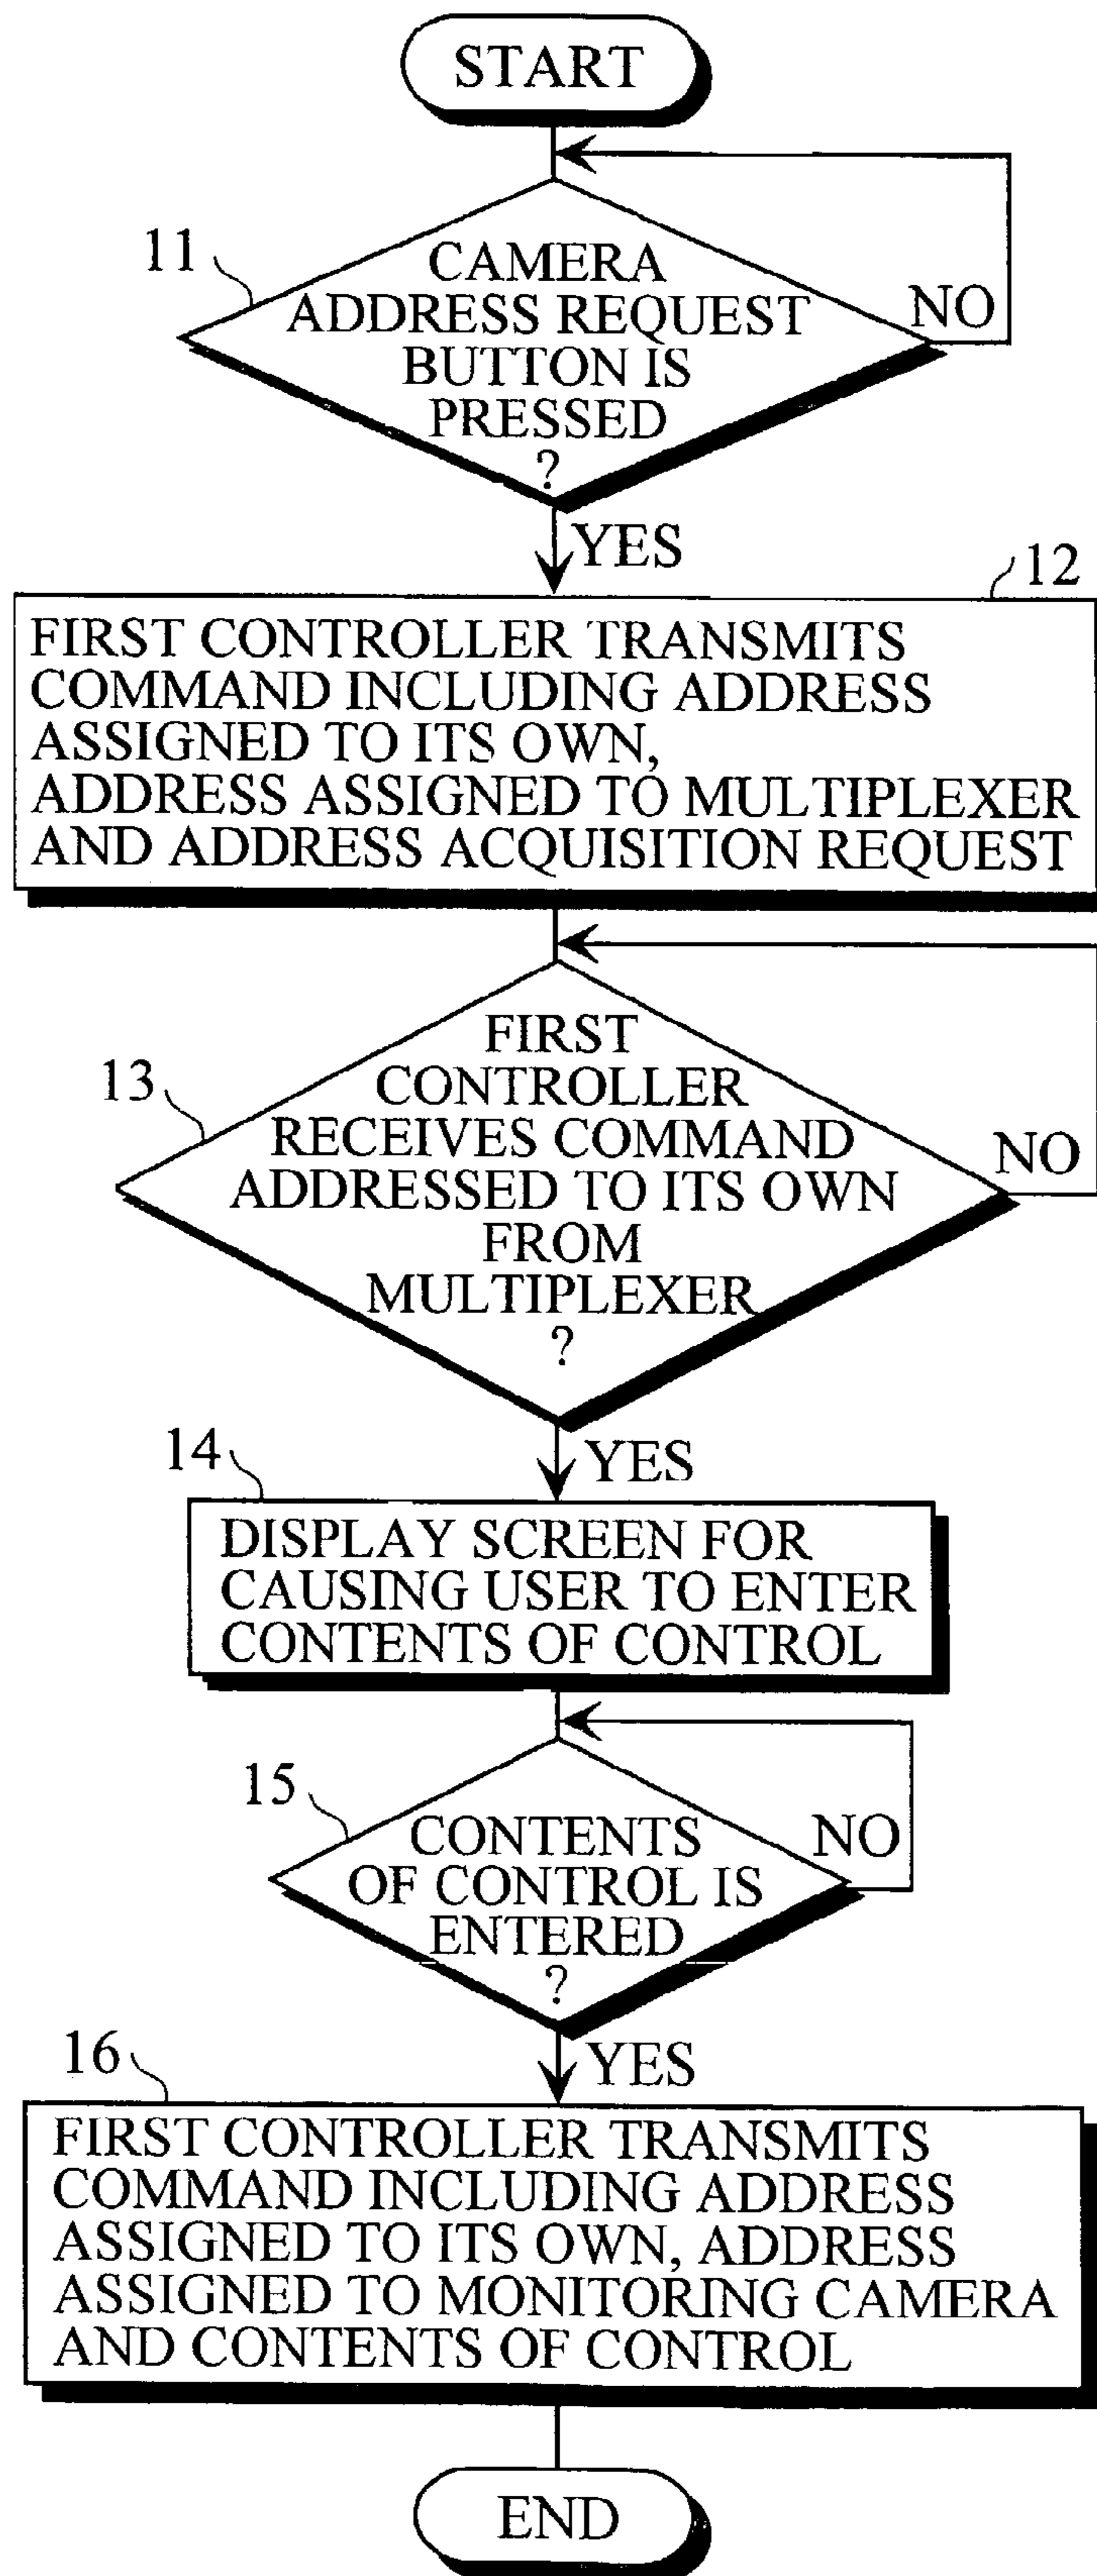 START
11
CAMERA
ADDRESS REQUEST
BUTTON IS
PRESSED
?
NO
YES
12
FIRST CONTROLLER TRANSMITS
COMMAND INCLUDING ADDRESS
ASSIGNED TO ITS OWN,
ADDRESS ASSIGNED TO MULTIPLEXER
AND ADDRESS ACQUISITION REQUEST
13
FIRST
CONTROLLER
RECEIVES COMMAND
ADDRESSED TO ITS OWN
FROM
MULTIPLEXER
?
NO
YES
14
DISPLAY SCREEN FOR
CAUSING USER TO ENTER
CONTENTS OF CONTROL
15
CONTENTS
OF CONTROL IS
ENTERED
?
NO
YES
16
FIRST CONTROLLER TRANSMITS
COMMAND INCLUDING ADDRESS
ASSIGNED TO ITS OWN, ADDRESS
ASSIGNED TO MONITORING CAMERA
AND CONTENTS OF CONTROL
END